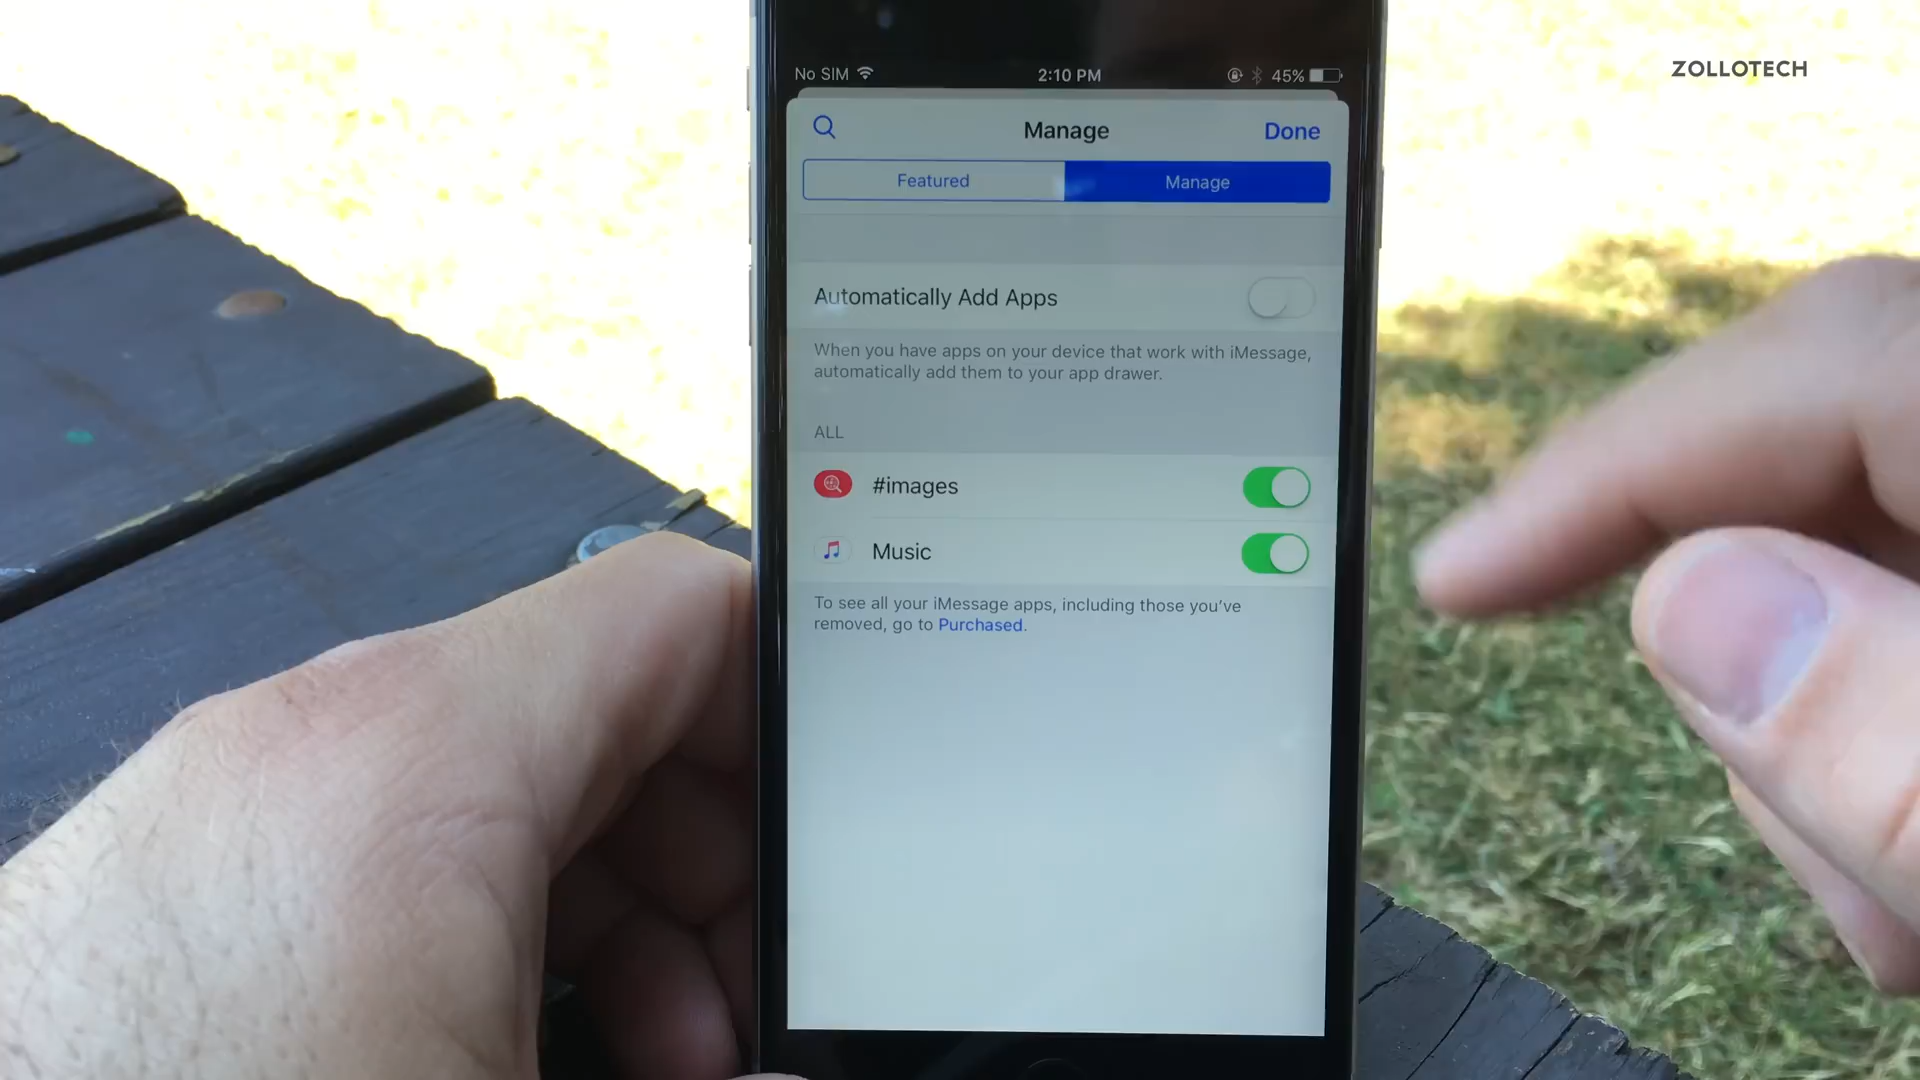 ZOLLOTECH
No SIM 2:10 PM 45%
Manage Done
Featured Manage
Automatically Add Apps
When you have apps on your device that work with iMessage,
automatically add them to your app drawer.
ALL
#images
Music
To see all your iMessage apps, including those you've
removed, go to Purchased.